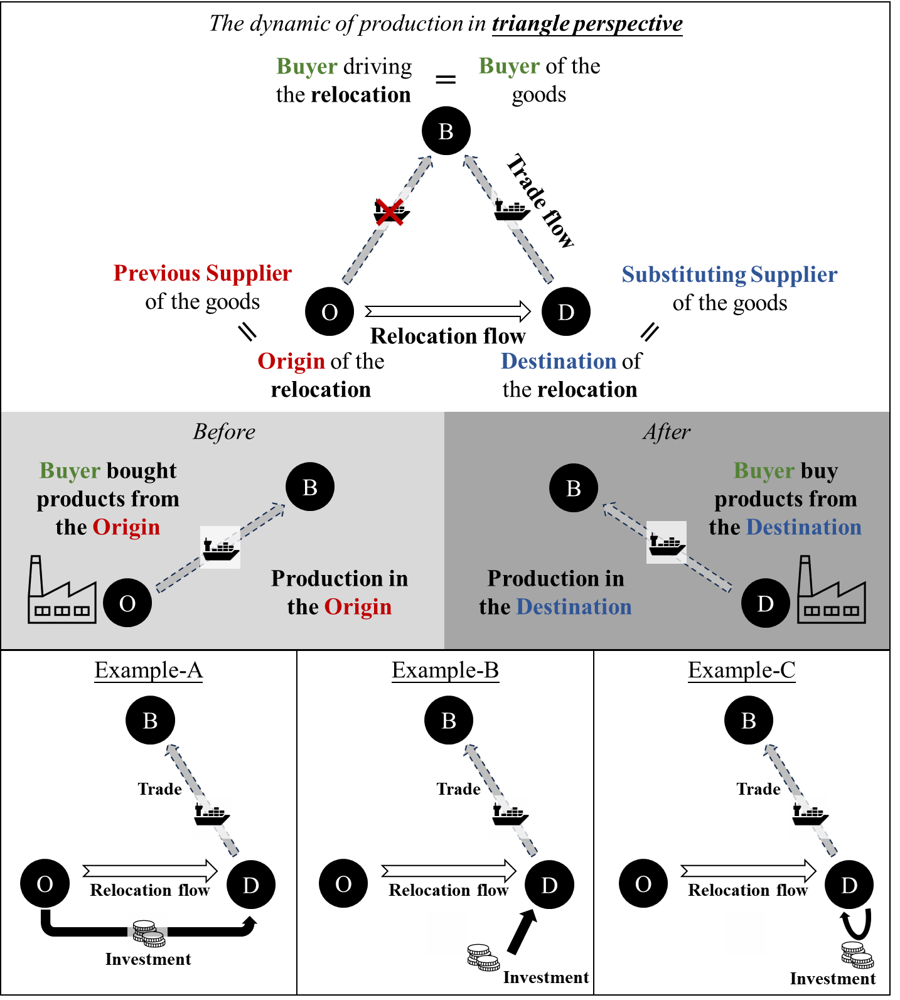 The dynamic of production in triangle perspective
Buyer driving
the relocation
=
Buyer of the
goods
B
Trade flow
Previous Supplier
of the goods
=
Origin of the
relocation
O
Relocation flow
D
Substituting Supplier
of the goods
=
Destination of
the relocation
Before
Buyer bought
products from
the Origin
B
O
Production in
the Origin
After
B
Buyer buy
products from
the Destination
Production in
the Destination
D
Example-A
B
Trade
O
Relocation flow
D
Investment
Example-B
B
Trade
O
Relocation flow
D
Investment
Example-C
B
Trade
O
Relocation flow
D
Investment